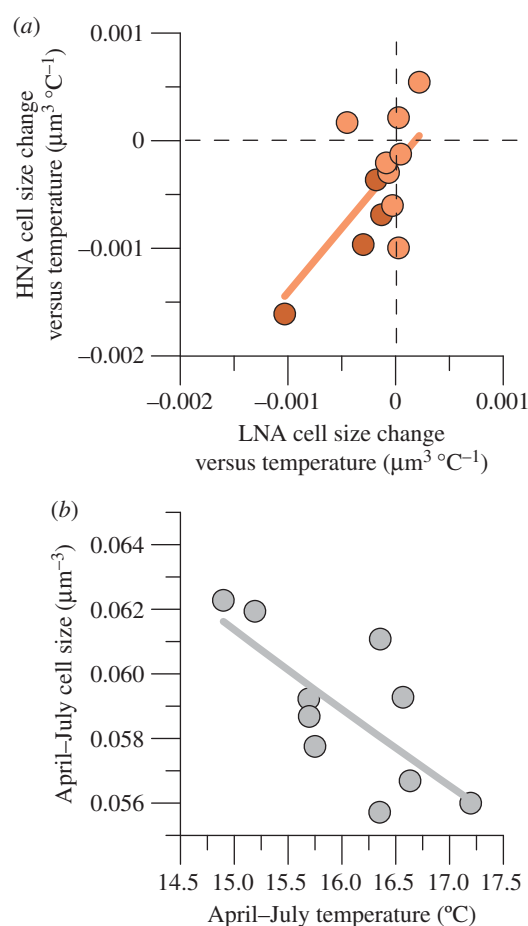 (a)
HNA cell size change
versus temperature (µm³ °C⁻¹)
0.001
0
–0.001
–0.002
–0.002 –0.001 0 0.001
LNA cell size change
versus temperature (µm³ °C⁻¹)
(b)
April–July cell size (µm⁻³)
0.064
0.062
0.060
0.058
0.056
14.5 15.0 15.5 16.0 16.5 17.0 17.5
April–July temperature (ºC)